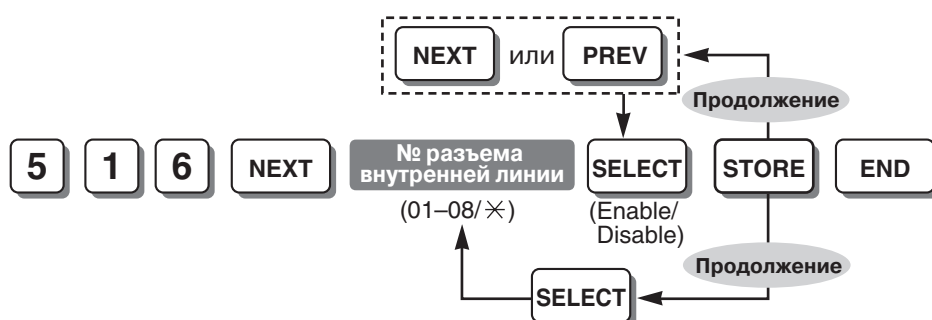 NEXT или PREV
Продолжение
5 1 6 NEXT № разъема внутренней линии SELECT STORE END
(01–08/✳)
(Enable/
Disable)
Продолжение
SELECT